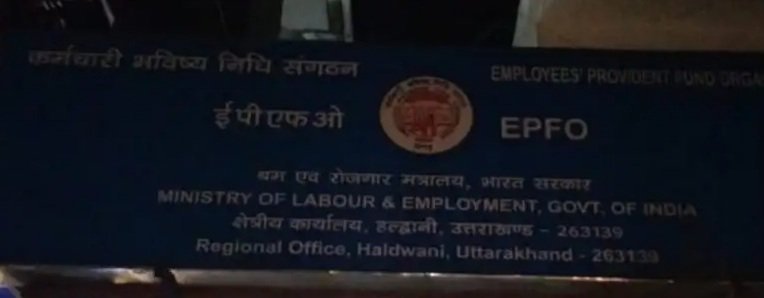 कर्मचारी भविष्य निधि संगठन
EMPLOYEES' PROVIDENT FUND ORGA
ईपीएफओ
EPFO
श्रम एवं रोजगार मंत्रालय, भारत सरकार
MINISTRY OF LABOUR & EMPLOYMENT, GOVT. OF INDIA
क्षेत्रीय कार्यालय, हल्द्वानी, उत्तराखण्ड - 263139
Regional Office, Haldwani, Uttarakhand - 263139